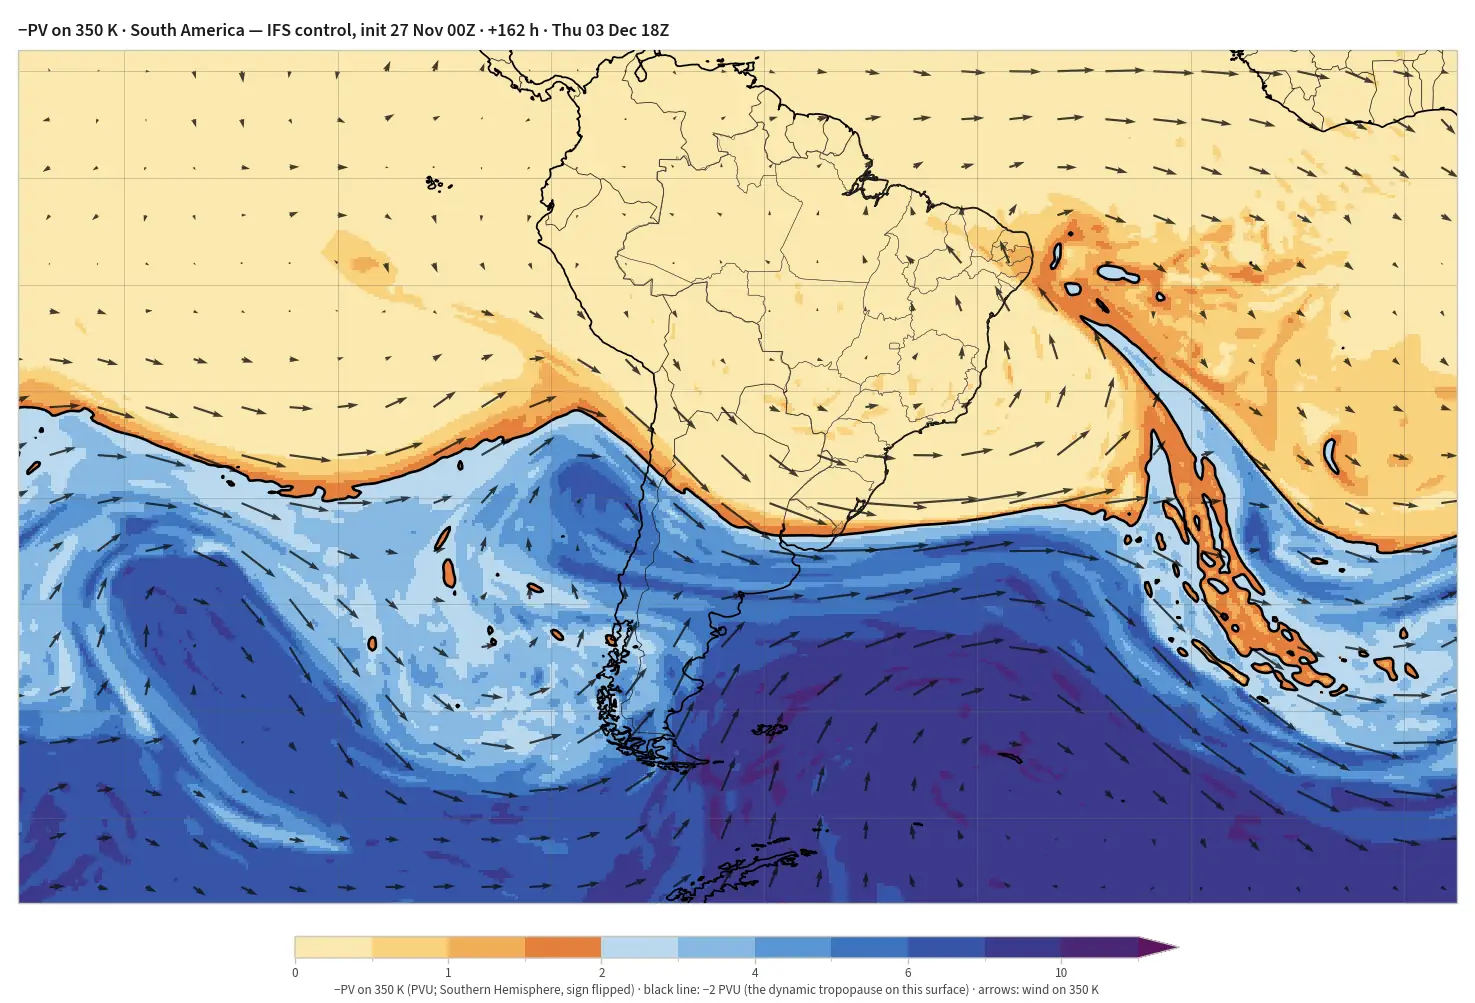 −PV on 350 K · South America — IFS control, init 27 Nov 00Z · +162 h · Thu 03 Dec 18Z
0 1 2 4 6 10
−PV on 350 K (PVU; Southern Hemisphere, sign flipped) · black line: −2 PVU (the dynamic tropopause on this surface) · arrows: wind on 350 K